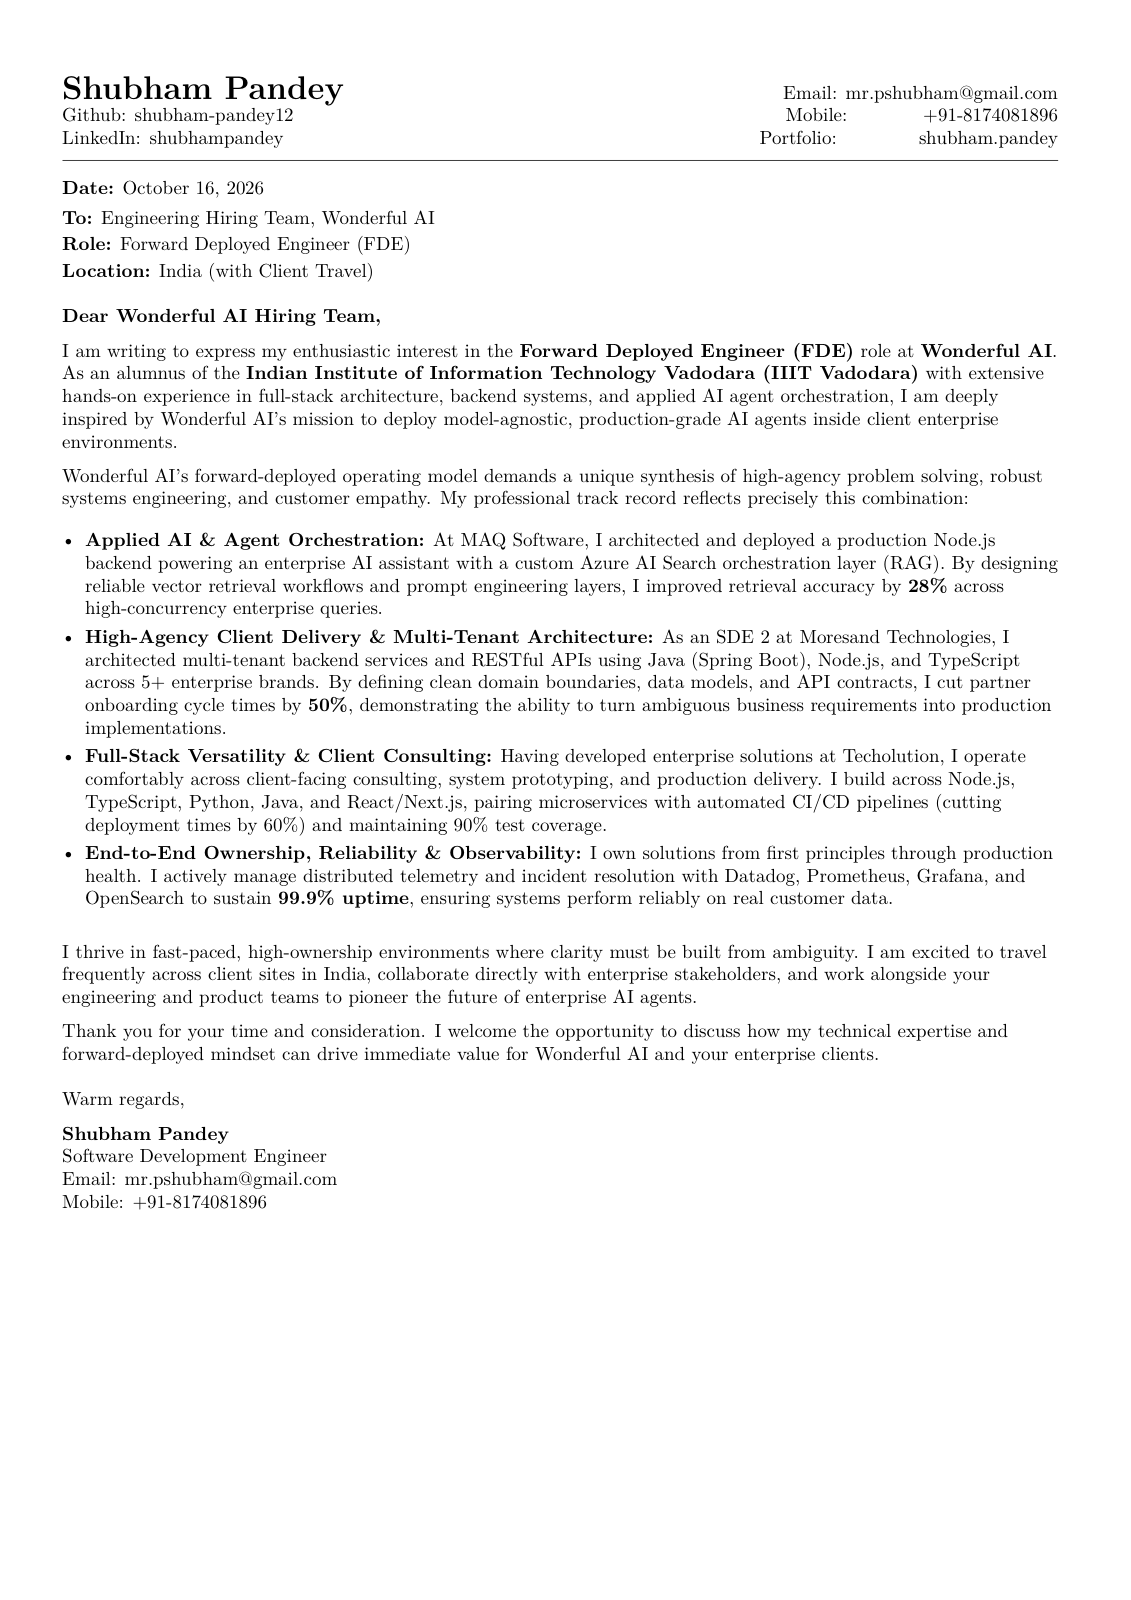 Shubham Pandey
Email: mr.pshubham@gmail.com
Github: shubham-pandey12
Mobile: +91-8174081896
LinkedIn: shubhampandey
Portfolio: shubham.pandey
Date: October 16, 2026
To: Engineering Hiring Team, Wonderful AI
Role: Forward Deployed Engineer (FDE)
Location: India (with Client Travel)
Dear Wonderful AI Hiring Team,
I am writing to express my enthusiastic interest in the Forward Deployed Engineer (FDE) role at Wonderful AI.
As an alumnus of the Indian Institute of Information Technology Vadodara (IIIT Vadodara) with extensive
hands-on experience in full-stack architecture, backend systems, and applied AI agent orchestration, I am deeply
inspired by Wonderful AI's mission to deploy model-agnostic, production-grade AI agents inside client enterprise
environments.
Wonderful AI's forward-deployed operating model demands a unique synthesis of high-agency problem solving, robust
systems engineering, and customer empathy. My professional track record reflects precisely this combination:
• Applied AI & Agent Orchestration: At MAQ Software, I architected and deployed a production Node.js
backend powering an enterprise AI assistant with a custom Azure AI Search orchestration layer (RAG). By designing
reliable vector retrieval workflows and prompt engineering layers, I improved retrieval accuracy by 28% across
high-concurrency enterprise queries.
• High-Agency Client Delivery & Multi-Tenant Architecture: As an SDE 2 at Moresand Technologies, I
architected multi-tenant backend services and RESTful APIs using Java (Spring Boot), Node.js, and TypeScript
across 5+ enterprise brands. By defining clean domain boundaries, data models, and API contracts, I cut partner
onboarding cycle times by 50%, demonstrating the ability to turn ambiguous business requirements into production
implementations.
• Full-Stack Versatility & Client Consulting: Having developed enterprise solutions at Techolution, I operate
comfortably across client-facing consulting, system prototyping, and production delivery. I build across Node.js,
TypeScript, Python, Java, and React/Next.js, pairing microservices with automated CI/CD pipelines (cutting
deployment times by 60%) and maintaining 90% test coverage.
• End-to-End Ownership, Reliability & Observability: I own solutions from first principles through production
health. I actively manage distributed telemetry and incident resolution with Datadog, Prometheus, Grafana, and
OpenSearch to sustain 99.9% uptime, ensuring systems perform reliably on real customer data.
I thrive in fast-paced, high-ownership environments where clarity must be built from ambiguity. I am excited to travel
frequently across client sites in India, collaborate directly with enterprise stakeholders, and work alongside your
engineering and product teams to pioneer the future of enterprise AI agents.
Thank you for your time and consideration. I welcome the opportunity to discuss how my technical expertise and
forward-deployed mindset can drive immediate value for Wonderful AI and your enterprise clients.
Warm regards,
Shubham Pandey
Software Development Engineer
Email: mr.pshubham@gmail.com
Mobile: +91-8174081896